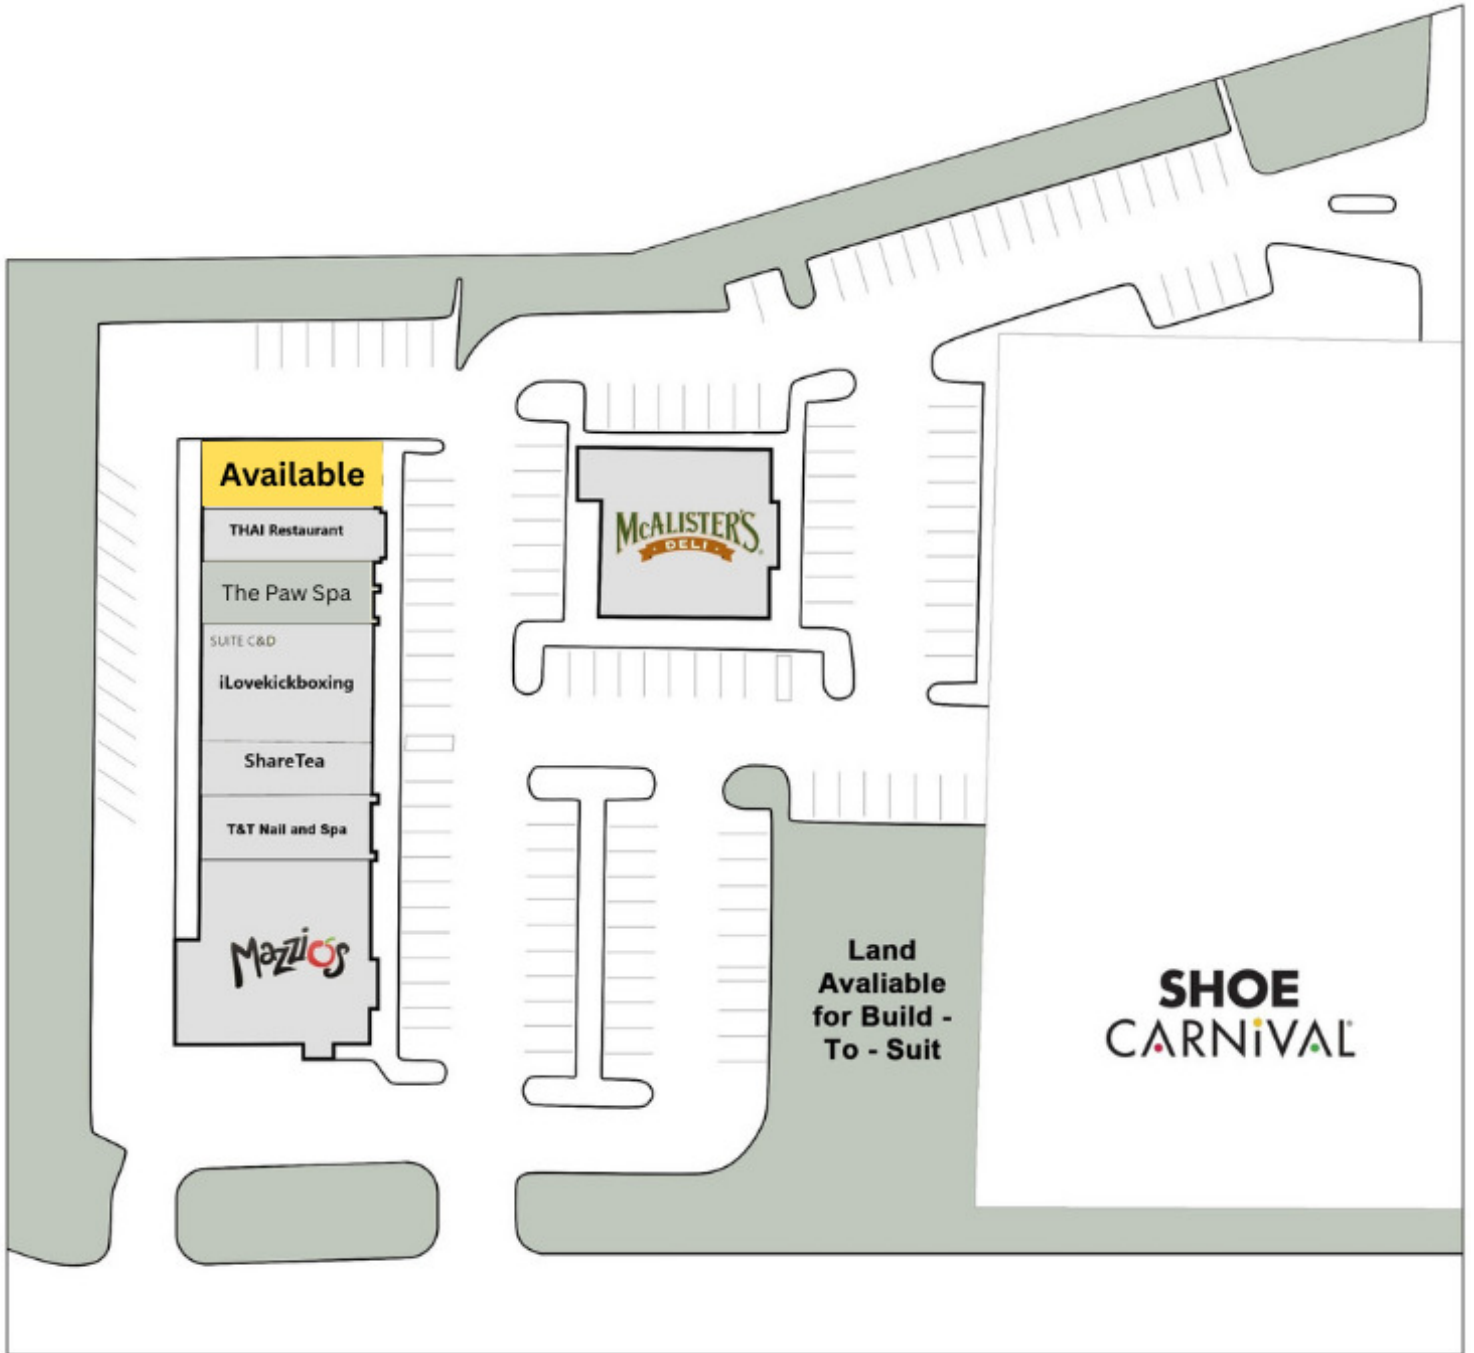 Available
THAI Restaurant
The Paw Spa
SUITE C&D
iLovekickboxing
ShareTea
T&T Nail and Spa
Mazzio's
McALISTER'S
DELI
Land
Avaliable
for Build -
To - Suit
SHOE
CARNiVAL